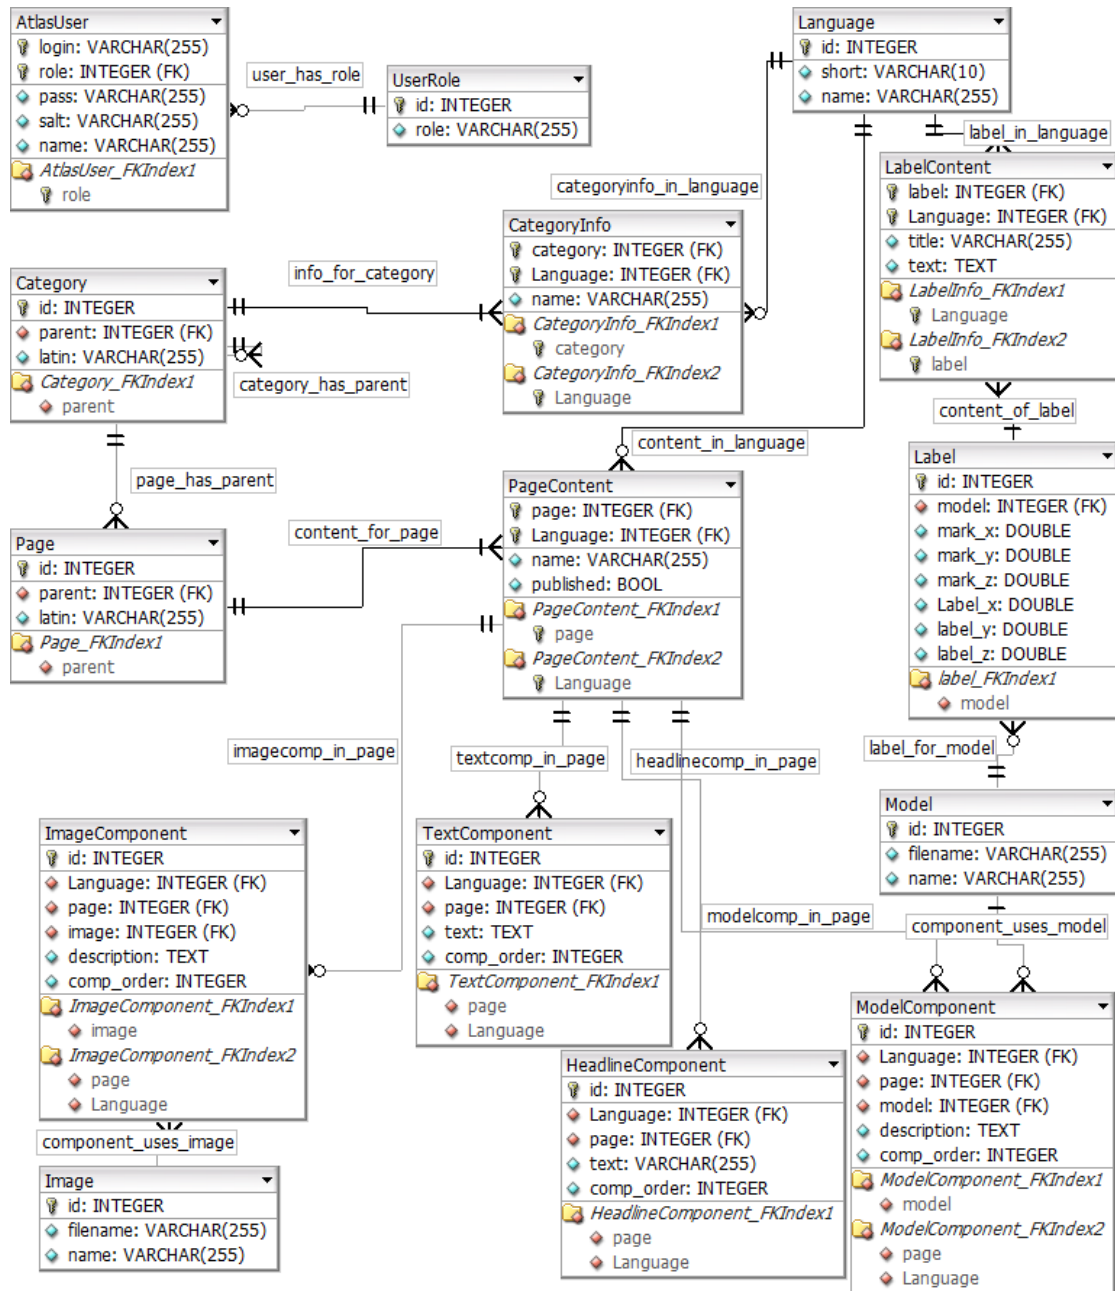 AtlasUser
login: VARCHAR(255)
role: INTEGER (FK)
pass: VARCHAR(255)
salt: VARCHAR(255)
name: VARCHAR(255)
AtlasUser_FKIndex1
role
user_has_role
UserRole
id: INTEGER
role: VARCHAR(255)
Language
id: INTEGER
short: VARCHAR(10)
name: VARCHAR(255)
label_in_language
categoryinfo_in_language
LabelContent
label: INTEGER (FK)
Language: INTEGER (FK)
title: VARCHAR(255)
text: TEXT
LabelInfo_FKIndex1
Language
LabelInfo_FKIndex2
label
CategoryInfo
category: INTEGER (FK)
Language: INTEGER (FK)
name: VARCHAR(255)
CategoryInfo_FKIndex1
category
CategoryInfo_FKIndex2
Language
info_for_category
Category
id: INTEGER
parent: INTEGER (FK)
latin: VARCHAR(255)
Category_FKIndex1
parent
category_has_parent
content_of_label
content_in_language
Label
id: INTEGER
model: INTEGER (FK)
mark_x: DOUBLE
mark_y: DOUBLE
mark_z: DOUBLE
Label_x: DOUBLE
label_y: DOUBLE
label_z: DOUBLE
label_FKIndex1
model
page_has_parent
PageContent
page: INTEGER (FK)
Language: INTEGER (FK)
name: VARCHAR(255)
published: BOOL
PageContent_FKIndex1
page
PageContent_FKIndex2
Language
content_for_page
Page
id: INTEGER
parent: INTEGER (FK)
latin: VARCHAR(255)
Page_FKIndex1
parent
imagecomp_in_page
textcomp_in_page
headlinecomp_in_page
label_for_model
Model
id: INTEGER
filename: VARCHAR(255)
name: VARCHAR(255)
ImageComponent
id: INTEGER
Language: INTEGER (FK)
page: INTEGER (FK)
image: INTEGER (FK)
description: TEXT
comp_order: INTEGER
ImageComponent_FKIndex1
image
ImageComponent_FKIndex2
page
Language
TextComponent
id: INTEGER
Language: INTEGER (FK)
page: INTEGER (FK)
text: TEXT
comp_order: INTEGER
TextComponent_FKIndex1
page
Language
modelcomp_in_page
component_uses_model
ModelComponent
id: INTEGER
Language: INTEGER (FK)
page: INTEGER (FK)
model: INTEGER (FK)
description: TEXT
comp_order: INTEGER
ModelComponent_FKIndex1
model
ModelComponent_FKIndex2
page
Language
HeadlineComponent
id: INTEGER
Language: INTEGER (FK)
page: INTEGER (FK)
text: VARCHAR(255)
comp_order: INTEGER
HeadlineComponent_FKIndex1
page
Language
component_uses_image
Image
id: INTEGER
filename: VARCHAR(255)
name: VARCHAR(255)